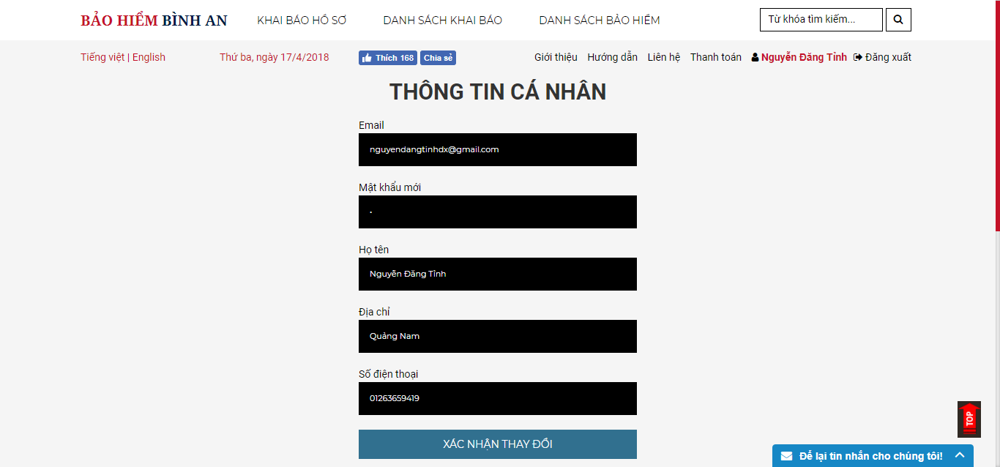 BẢO HIỂM BÌNH AN KHAI BÁO HỒ SƠ DANH SÁCH KHAI BÁO DANH SÁCH BẢO HIỂM Từ khóa tìm kiếm...
Tiếng việt | English Thứ ba, ngày 17/4/2018 Thích 168 Chia sẻ Giới thiệu Hướng dẫn Liên hệ Thanh toán Nguyễn Đăng Tỉnh Đăng xuất
THÔNG TIN CÁ NHÂN
Email
nguyendangtinhdx@gmail.com
Mật khẩu mới
.
Họ tên
Nguyễn Đăng Tỉnh
Địa chỉ
Quảng Nam
Số điện thoại
01263659419
XÁC NHẬN THAY ĐỔI
TOP
Để lại tin nhắn cho chúng tôi!